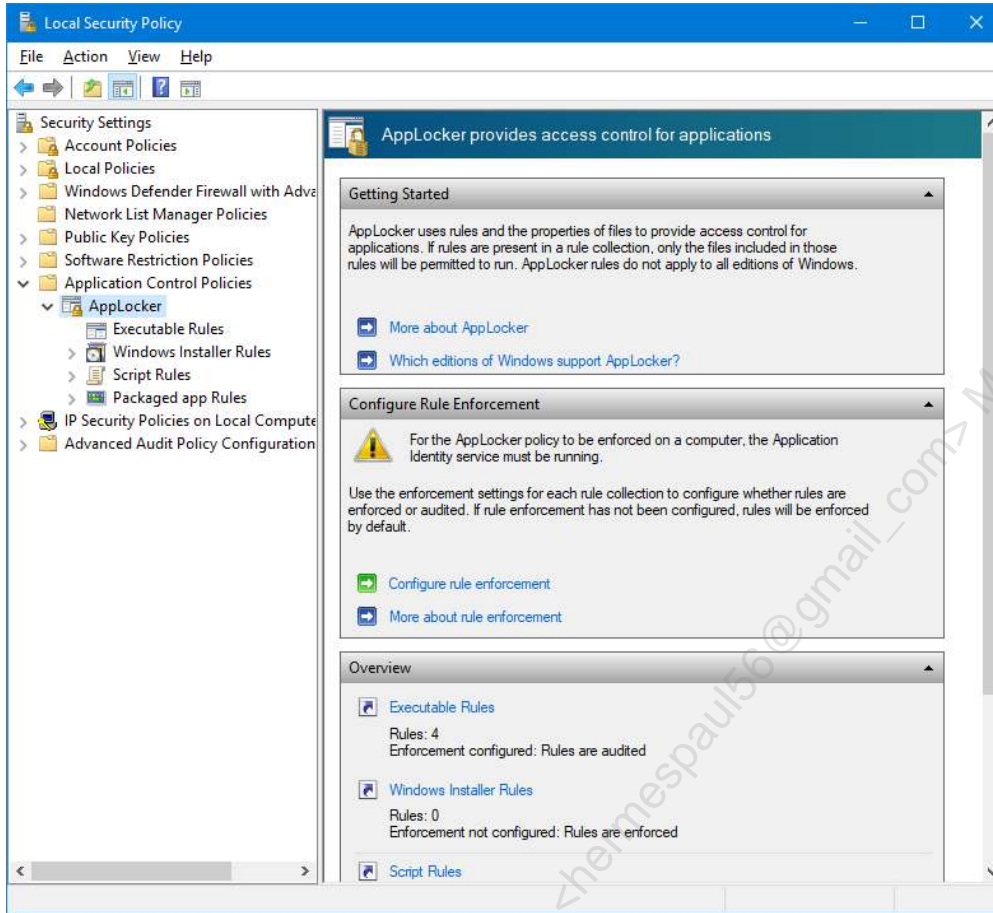 Local Security Policy
File Action View Help
Security Settings
Account Policies
Local Policies
Windows Defender Firewall with Adva
Network List Manager Policies
Public Key Policies
Software Restriction Policies
Application Control Policies
AppLocker
Executable Rules
Windows Installer Rules
Script Rules
Packaged app Rules
IP Security Policies on Local Compute
Advanced Audit Policy Configuration
AppLocker provides access control for applications
Getting Started
AppLocker uses rules and the properties of files to provide access control for
applications. If rules are present in a rule collection, only the files included in those
rules will be permitted to run. AppLocker rules do not apply to all editions of Windows.
More about AppLocker
Which editions of Windows support AppLocker?
Configure Rule Enforcement
For the AppLocker policy to be enforced on a computer, the Application
Identity service must be running.
Use the enforcement settings for each rule collection to configure whether rules are
enforced or audited. If rule enforcement has not been configured, rules will be enforced
by default.
Configure rule enforcement
More about rule enforcement
Overview
Executable Rules
Rules: 4
Enforcement configured: Rules are audited
Windows Installer Rules
Rules: 0
Enforcement not configured: Rules are enforced
Script Rules
<hermespaul56@gmail_com> M